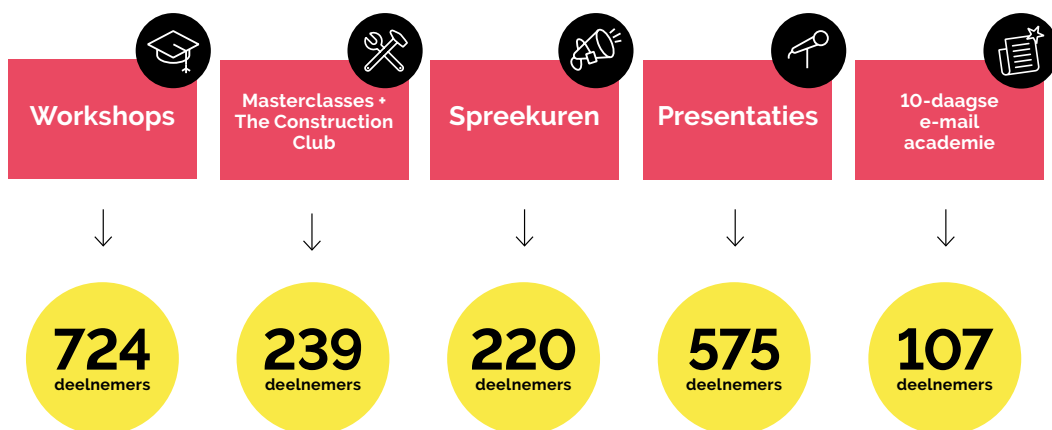 Workshops
Masterclasses +
The Construction
Club
Spreekuren
Presentaties
10-daagse
e-mail
academie
724
deelnemers
239
deelnemers
220
deelnemers
575
deelnemers
107
deelnemers